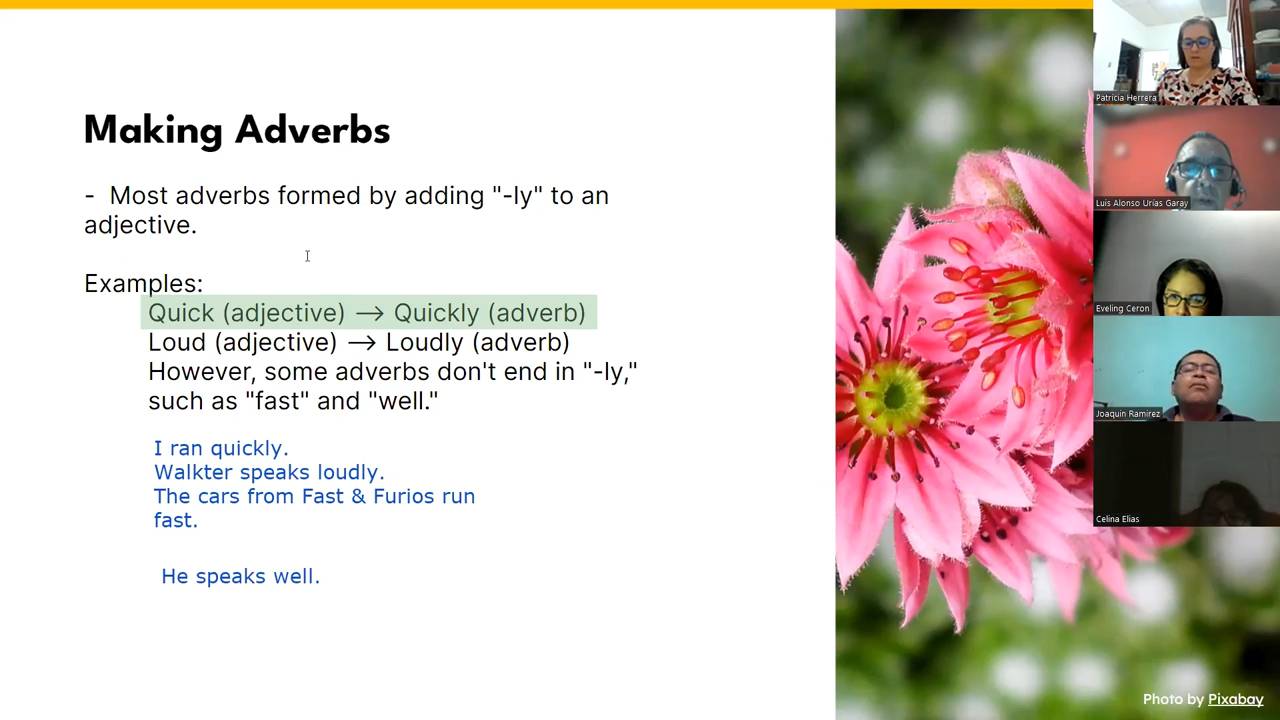 Making Adverbs
- Most adverbs formed by adding "-ly" to an
adjective.
Examples:
Quick (adjective) → Quickly (adverb)
Loud (adjective) → Loudly (adverb)
However, some adverbs don't end in "-ly,"
such as "fast" and "well."
I ran quickly.
Walkter speaks loudly.
The cars from Fast & Furios run
fast.
He speaks well.
Patricia Herrera
Luis Alonso Urías Garay
Eveling Ceron
Joaquin Ramirez
Celina Elias
Photo by Pixabay